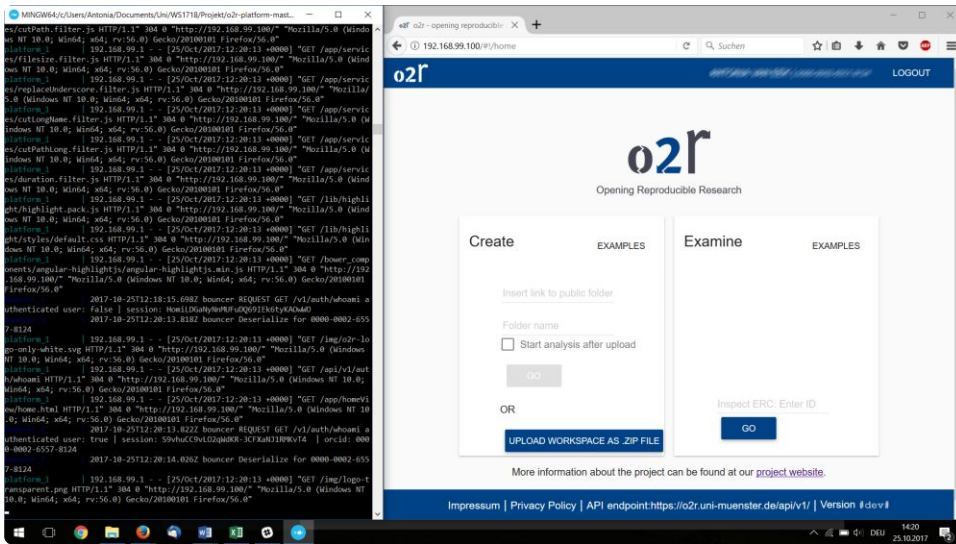 MINGW64:/c/Users/Antonia/Documents/Uni/WS1718/Projekt/o2r-platform-mast...
es/cutPath.filter.js HTTP/1.1" 304 0 "http://192.168.99.100/" "Mozilla/5.0 (Windo
ws NT 10.0; Win64; x64; rv:56.0) Gecko/20100101 Firefox/56.0"
platform_1 | 192.168.99.1 - - [25/Oct/2017:12:20:13 +0000] "GET /app/servic
es/filesize.filter.js HTTP/1.1" 304 0 "http://192.168.99.100/" "Mozilla/5.0 (Wind
ows NT 10.0; Win64; x64; rv:56.0) Gecko/20100101 Firefox/56.0"
platform_1 | 192.168.99.1 - - [25/Oct/2017:12:20:13 +0000] "GET /app/servic
es/replaceUnderscore.filter.js HTTP/1.1" 304 0 "http://192.168.99.100/" "Mozilla/
5.0 (Windows NT 10.0; Win64; x64; rv:56.0) Gecko/20100101 Firefox/56.0"
platform_1 | 192.168.99.1 - - [25/Oct/2017:12:20:13 +0000] "GET /app/servic
es/cutLongName.filter.js HTTP/1.1" 304 0 "http://192.168.99.100/" "Mozilla/5.0 (W
indows NT 10.0; Win64; x64; rv:56.0) Gecko/20100101 Firefox/56.0"
platform_1 | 192.168.99.1 - - [25/Oct/2017:12:20:13 +0000] "GET /app/servic
es/cutPathLong.filter.js HTTP/1.1" 304 0 "http://192.168.99.100/" "Mozilla/5.0 (W
indows NT 10.0; Win64; x64; rv:56.0) Gecko/20100101 Firefox/56.0"
platform_1 | 192.168.99.1 - - [25/Oct/2017:12:20:13 +0000] "GET /app/servic
es/duration.filter.js HTTP/1.1" 304 0 "http://192.168.99.100/" "Mozilla/5.0 (Wind
ows NT 10.0; Win64; x64; rv:56.0) Gecko/20100101 Firefox/56.0"
platform_1 | 192.168.99.1 - - [25/Oct/2017:12:20:13 +0000] "GET /lib/highli
ght/highlight.pack.js HTTP/1.1" 304 0 "http://192.168.99.100/" "Mozilla/5.0 (Wind
ows NT 10.0; Win64; x64; rv:56.0) Gecko/20100101 Firefox/56.0"
platform_1 | 192.168.99.1 - - [25/Oct/2017:12:20:13 +0000] "GET /lib/highli
ght/styles/default.css HTTP/1.1" 304 0 "http://192.168.99.100/" "Mozilla/5.0 (Win
dows NT 10.0; Win64; x64; rv:56.0) Gecko/20100101 Firefox/56.0"
platform_1 | 192.168.99.1 - - [25/Oct/2017:12:20:13 +0000] "GET /bower_comp
onents/angular-highlightjs/angular-highlightjs.min.js HTTP/1.1" 304 0 "http://192
.168.99.100/" "Mozilla/5.0 (Windows NT 10.0; Win64; x64; rv:56.0) Gecko/20100101
Firefox/56.0"
2017-10-25T12:18:15.698Z bouncer REQUEST GET /v1/auth/whoami a
uthenticated user: false | session:
2017-10-25T12:20:13.818Z bouncer Deserialize for 0000-0002-655
7-8124
platform_1 | 192.168.99.1 - - [25/Oct/2017:12:20:13 +0000] "GET /img/o2r-lo
go-only-white.svg HTTP/1.1" 304 0 "http://192.168.99.100/" "Mozilla/5.0 (Windows
NT 10.0; Win64; x64; rv:56.0) Gecko/20100101 Firefox/56.0"
platform_1 | 192.168.99.1 - - [25/Oct/2017:12:20:13 +0000] "GET /api/v1/aut
h/whoami HTTP/1.1" 304 0 "http://192.168.99.100/" "Mozilla/5.0 (Windows NT 10.0;
Win64; x64; rv:56.0) Gecko/20100101 Firefox/56.0"
platform_1 | 192.168.99.1 - - [25/Oct/2017:12:20:13 +0000] "GET /app/homeVi
ew/home.html HTTP/1.1" 304 0 "http://192.168.99.100/" "Mozilla/5.0 (Windows NT 10
.0; Win64; x64; rv:56.0) Gecko/20100101 Firefox/56.0"
2017-10-25T12:20:13.822Z bouncer REQUEST GET /v1/auth/whoami a
uthenticated user: true | session: | orcid: 000
0-0002-6557-8124
2017-10-25T12:20:14.026Z bouncer Deserialize for 0000-0002-655
7-8124
platform_1 | 192.168.99.1 - - [25/Oct/2017:12:20:13 +0000] "GET /img/logo-t
ransparent.png HTTP/1.1" 304 0 "http://192.168.99.100/" "Mozilla/5.0 (Windows NT
10.0; Win64; x64; rv:56.0) Gecko/20100101 Firefox/56.0"
o2r - opening reproducible
192.168.99.100/#!/home
Suchen
o2r
LOGOUT
o2r
Opening Reproducible Research
Create
EXAMPLES
Insert link to public folder
Folder name
Start analysis after upload
GO
OR
UPLOAD WORKSPACE AS .ZIP FILE
Examine
EXAMPLES
Inspect ERC: Enter ID
GO
More information about the project can be found at our project website.
Impressum | Privacy Policy | API endpoint:https://o2r.uni-muenster.de/api/v1/ | Version #dev#
DEU
14:20
25.10.2017